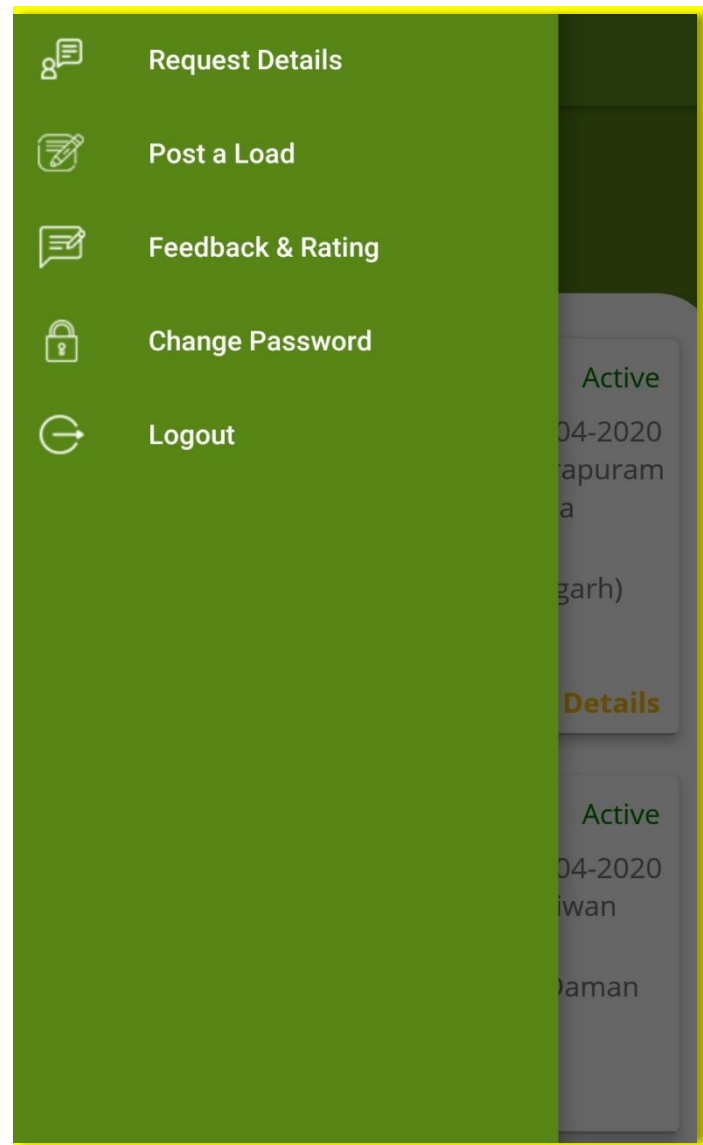 Request Details
Post a Load
Feedback & Rating
Change Password
Logout
Active
04-2020
apuram
a
garh)
Details
Active
04-2020
iwan
Daman